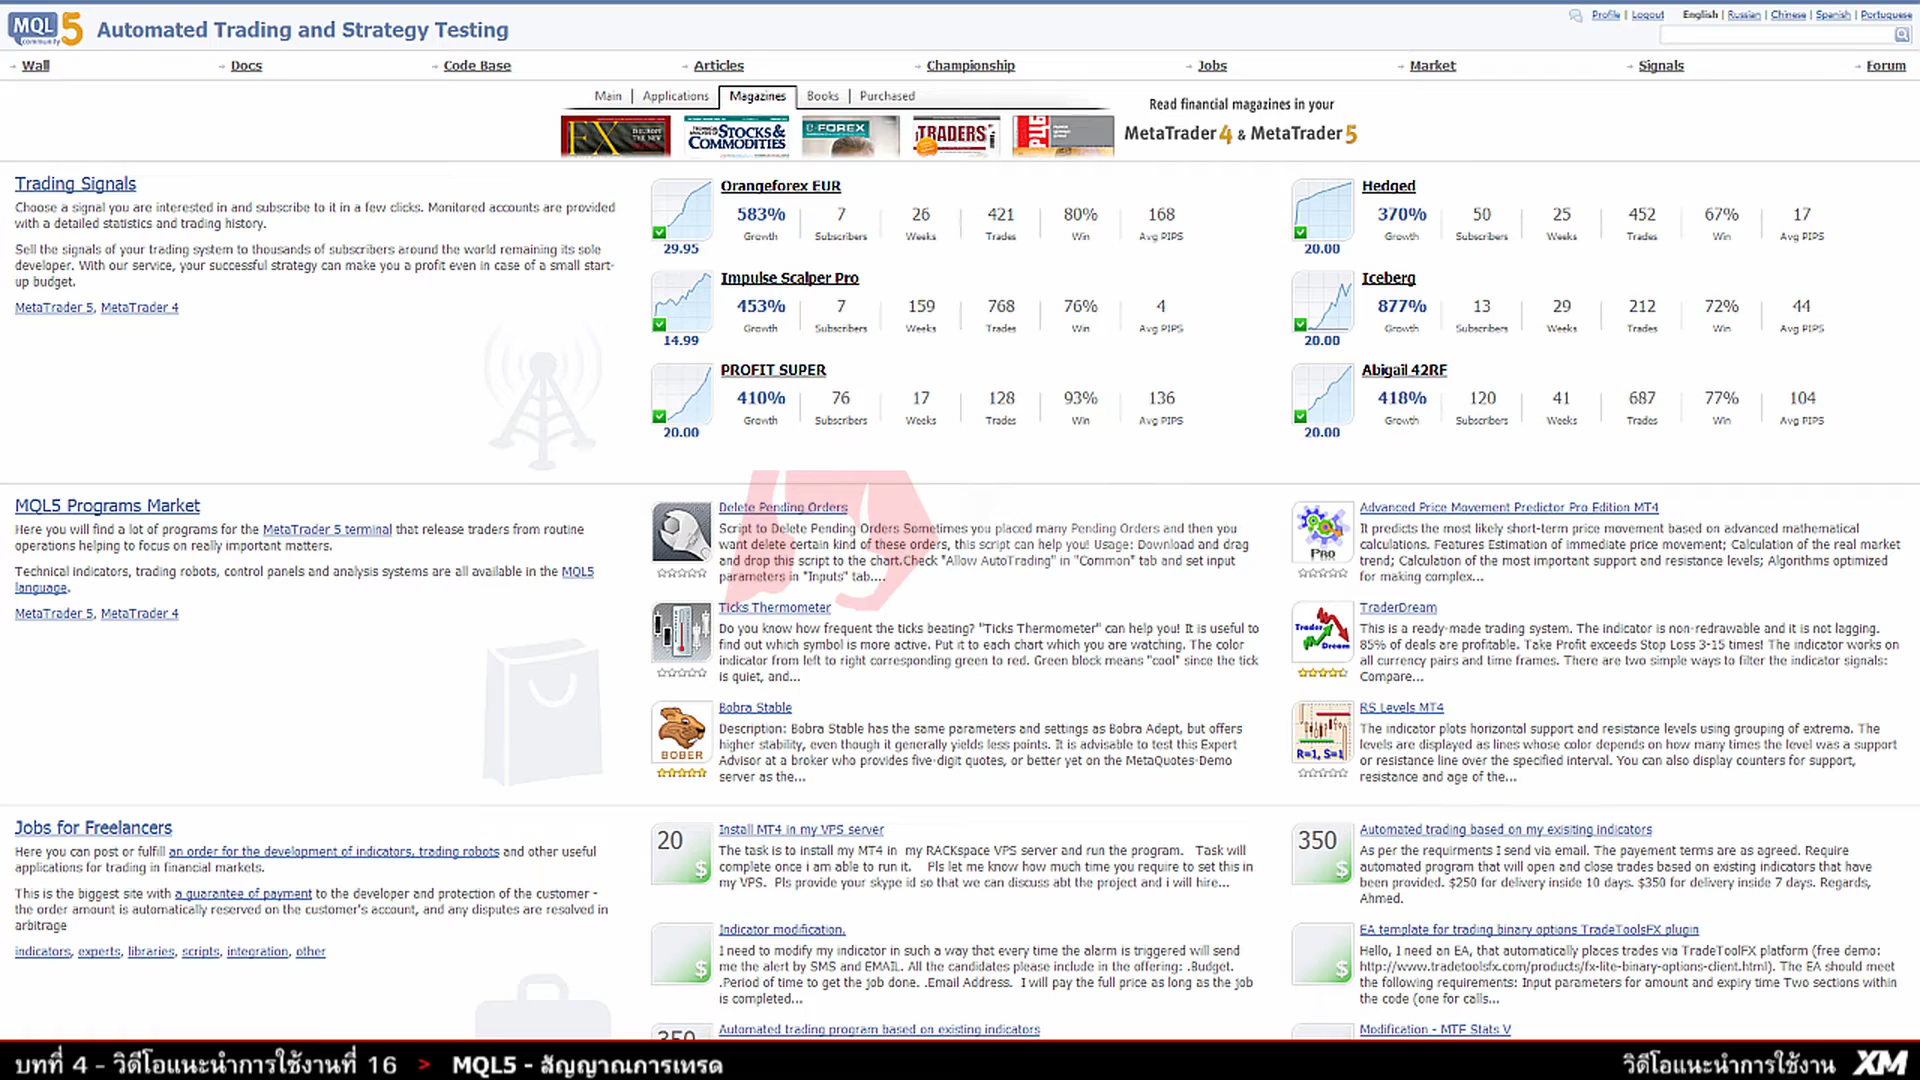 MQL5 community
Automated Trading and Strategy Testing
Profile | Logout English | Russian | Chinese | Spanish | Portuguese
Wall Docs Code Base Articles Championship Jobs Market Signals Forum
Main | Applications | Magazines | Books | Purchased
FX STOCKS & COMMODITIES e-FOREX TRADERS'
Read financial magazines in your
MetaTrader 4 & MetaTrader 5
Trading Signals
Choose a signal you are interested in and subscribe to it in a few clicks. Monitored accounts are provided
with a detailed statistics and trading history.
Sell the signals of your trading system to thousands of subscribers around the world remaining its sole
developer. With our service, your successful strategy can make you a profit even in case of a small start-
up budget.
MetaTrader 5, MetaTrader 4
Orangeforex EUR
583% 7 26 421 80% 168
Growth Subscribers Weeks Trades Win Avg PIPS
29.95
Hedged
370% 50 25 452 67% 17
Growth Subscribers Weeks Trades Win Avg PIPS
20.00
Impulse Scalper Pro
453% 7 159 768 76% 4
Growth Subscribers Weeks Trades Win Avg PIPS
14.99
Iceberg
877% 13 29 212 72% 44
Growth Subscribers Weeks Trades Win Avg PIPS
20.00
PROFIT SUPER
410% 76 17 128 93% 136
Growth Subscribers Weeks Trades Win Avg PIPS
20.00
Abigail 42RF
418% 120 41 687 77% 104
Growth Subscribers Weeks Trades Win Avg PIPS
20.00
MQL5 Programs Market
Here you will find a lot of programs for the MetaTrader 5 terminal that release traders from routine
operations helping to focus on really important matters.
Technical indicators, trading robots, control panels and analysis systems are all available in the MQL5
language.
MetaTrader 5, MetaTrader 4
Delete Pending Orders
Script to Delete Pending Orders Sometimes you placed many Pending Orders and then you
want delete certain kind of these orders, this script can help you! Usage: Download and drag
and drop this script to the chart.Check "Allow AutoTrading" in "Common" tab and set input
parameters in "Inputs" tab....
PRO
Advanced Price Movement Predictor Pro Edition MT4
It predicts the most likely short-term price movement based on advanced mathematical
calculations. Features Estimation of immediate price movement; Calculation of the real market
trend; Calculation of the most important support and resistance levels; Algorithms optimized
for making complex...
Ticks Thermometer
Do you know how frequent the ticks beating? "Ticks Thermometer" can help you! It is useful to
find out which symbol is more active. Put it to each chart which you are watching. The color
indicator from left to right corresponding green to red. Green block means "cool" since the tick
is quiet, and...
Trader Dream
TraderDream
This is a ready-made trading system. The indicator is non-redrawable and it is not lagging.
85% of deals are profitable. Take Profit exceeds Stop Loss 3-15 times! The indicator works on
all currency pairs and time frames. There are two simple ways to filter the indicator signals:
Compare...
BOBER
Bobra Stable
Description: Bobra Stable has the same parameters and settings as Bobra Adept, but offers
higher stability, even though it generally yields less points. It is advisable to test this Expert
Advisor at a broker who provides five-digit quotes, or better yet on the MetaQuotes-Demo
server as the...
R=1, S=1
RS Levels MT4
The indicator plots horizontal support and resistance levels using grouping of extrema. The
levels are displayed as lines whose color depends on how many times the level was a support
or resistance line over the specified interval. You can also display counters for support,
resistance and age of the...
Jobs for Freelancers
Here you can post or fulfill an order for the development of indicators, trading robots and other useful
applications for trading in financial markets.
This is the biggest site with a guarantee of payment to the developer and protection of the customer -
the order amount is automatically reserved on the customer's account, and any disputes are resolved in
arbitrage
indicators, experts, libraries, scripts, integration, other
20 $
Install MT4 in my VPS server
The task is to install my MT4 in my RACKspace VPS server and run the program. Task will
complete once i am able to run it. Pls let me know how much time you require to set this in
my VPS. Pls provide your skype id so that we can discuss abt the project and i will hire...
350 $
Automated trading based on my exisiting indicators
As per the requirments I send via email. The payement terms are as agreed. Require
automated program that will open and close trades based on existing indicators that have
been provided. $250 for delivery inside 10 days. $350 for delivery inside 7 days. Regards,
Ahmed.
$
Indicator modification.
I need to modify my indicator in such a way that every time the alarm is triggered will send
me the alert by SMS and EMAIL. All the candidates please include in the offering: .Budget.
.Period of time to get the job done. .Email Address. I will pay the full price as long as the job
is completed...
$
EA template for trading binary options TradeToolsFX plugin
Hello, I need an EA, that automatically places trades via TradeToolFX platform (free demo:
http://www.tradetoolsfx.com/products/fx-lite-binary-options-client.html). The EA should meet
the following requirements: Input parameters for amount and expiry time Two sections within
the code (one for calls...
350
Automated trading program based on existing indicators
Modification - MTF Stats V
บทที่ 4 - วิดีโอแนะนำการใช้งานที่ 16 > MQL5 - สัญญาณการเทรด
วิดีโอแนะนำการใช้งาน XM